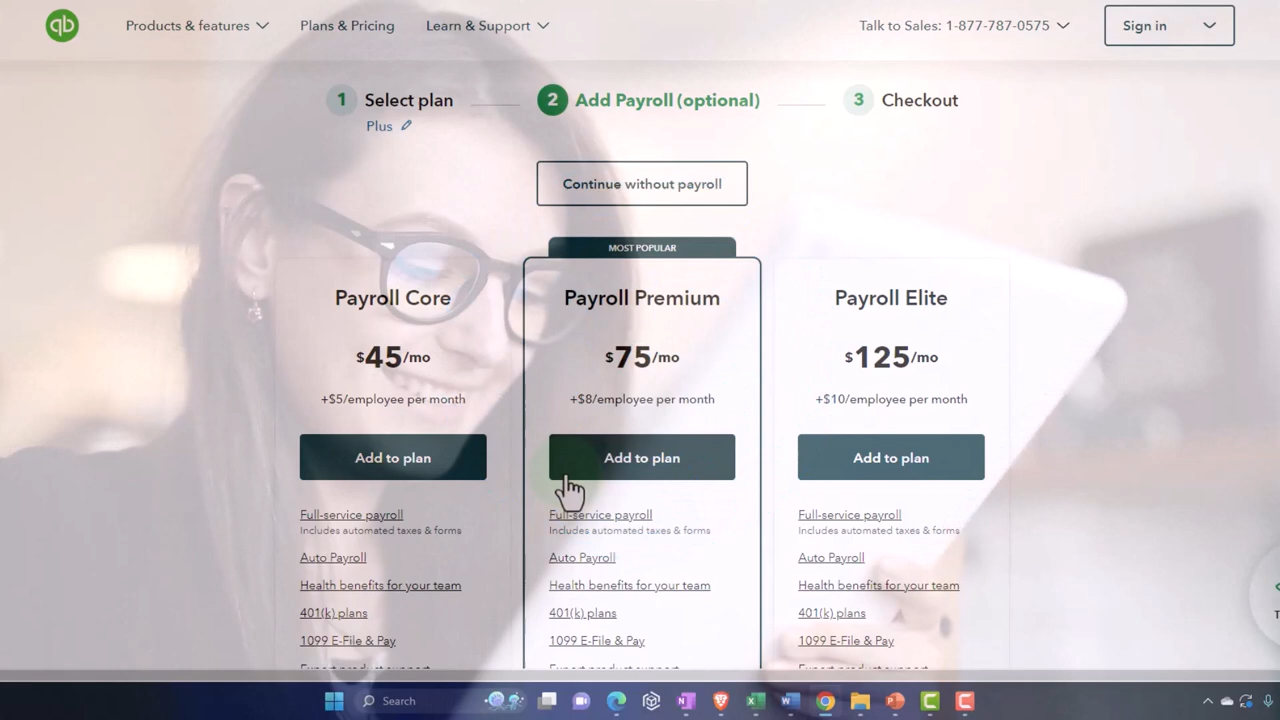 qb
Products & features
Plans & Pricing
Learn & Support
Talk to Sales: 1-877-787-0575
Sign in
1 Select plan
Plus
2 Add Payroll (optional)
3 Checkout
Continue without payroll
MOST POPULAR
Payroll Core
$45/mo
+$5/employee per month
Add to plan
Full-service payroll
Includes automated taxes & forms
Auto Payroll
Health benefits for your team
401(k) plans
1099 E-File & Pay
Payroll Premium
$75/mo
+$8/employee per month
Add to plan
Full-service payroll
Includes automated taxes & forms
Auto Payroll
Health benefits for your team
401(k) plans
1099 E-File & Pay
Payroll Elite
$125/mo
+$10/employee per month
Add to plan
Full-service payroll
Includes automated taxes & forms
Auto Payroll
Health benefits for your team
401(k) plans
1099 E-File & Pay
Search